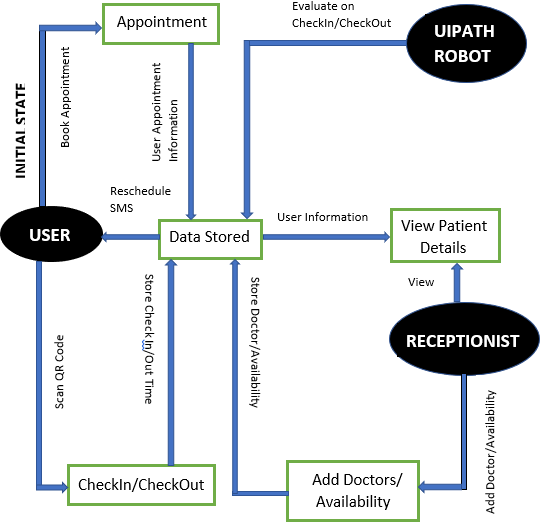 Appointment
Evaluate on
CheckIn/CheckOut
UIPATH
ROBOT
INITIAL STATE
Book Appointment
User Appointment
Information
Reschedule
SMS
USER
Data Stored
User Information
View Patient
Details
View
RECEPTIONIST
Scan QR Code
Store Check In/Out Time
Store Doctor/Availability
Add Doctor/Availability
CheckIn/CheckOut
Add Doctors/
Availability